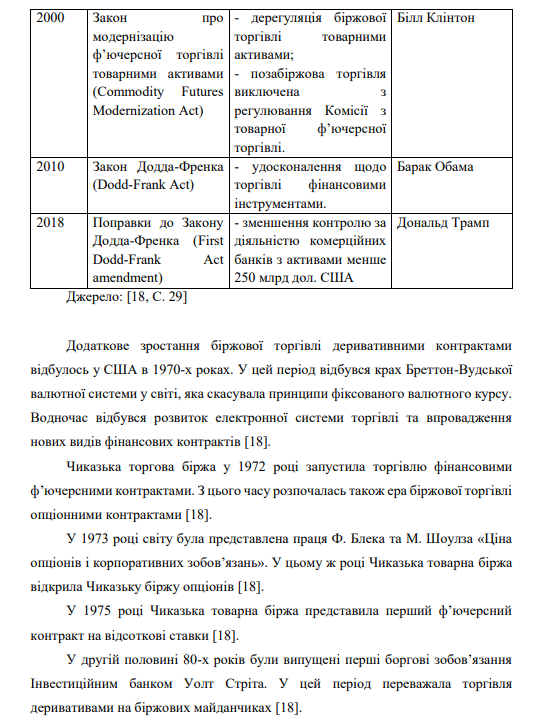 2000 Закон про - дерегуляція біржової Білл Клінтон
модернізацію торгівлі товарними
ф’ючерсної торгівлі активами;
товарними активами - позабіржова торгівля
(Commodity Futures виключена з
Modernization Act) регулювання Комісії з
товарної ф’ючерсної
торгівлі.
2010 Закон Додда-Френка - удосконалення щодо Барак Обама
(Dodd-Frank Act) торгівлі фінансовими
інструментами.
2018 Поправки до Закону - зменшення контролю за Дональд Трамп
Додда-Френка (First діяльністю комерційних
Dodd-Frank Act банків з активами менше
amendment) 250 млрд дол. США
Джерело: [18, С. 29]
Додаткове зростання біржової торгівлі деривативними контрактами
відбулось у США в 1970-х роках. У цей період відбувся крах Бреттон-Вудської
валютної системи у світі, яка скасувала принципи фіксованого валютного курсу.
Водночас відбувся розвиток електронної системи торгівлі та впровадження
нових видів фінансових контрактів [18].
Чиказька торгова біржа у 1972 році запустила торгівлю фінансовими
ф’ючерсними контрактами. З цього часу розпочалась також ера біржової торгівлі
опціонними контрактами [18].
У 1973 році світу була представлена праця Ф. Блека та М. Шоулза «Ціна
опціонів і корпоративних зобов’язань». У цьому ж році Чиказька товарна біржа
відкрила Чиказьку біржу опціонів [18].
У 1975 році Чиказька товарна біржа представила перший ф’ючерсний
контракт на відсоткові ставки [18].
У другій половині 80-х років були випущені перші боргові зобов’язання
Інвестиційним банком Уолт Стріта. У цей період переважала торгівля
деривативами на біржових майданчиках [18].